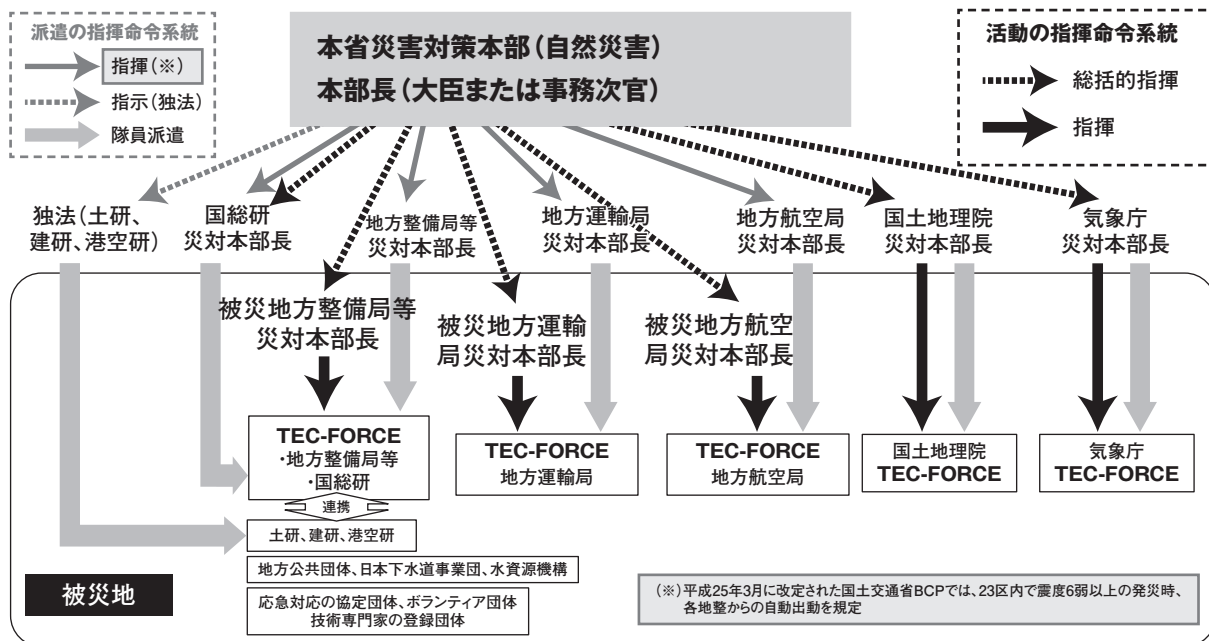 派遣の指揮命令系統
指揮(※)
指示(独法)
隊員派遣
本省災害対策本部(自然災害)
本部長(大臣または事務次官)
活動の指揮命令系統
総括的指揮
指揮
独法(土研、
建研、港空研)
国総研
災対本部長
地方整備局等
災対本部長
地方運輸局
災対本部長
地方航空局
災対本部長
国土地理院
災対本部長
気象庁
災対本部長
被災地方整備局等
災対本部長
被災地方運輸
局災対本部長
被災地方航空
局災対本部長
TEC-FORCE
・地方整備局等
・国総研
TEC-FORCE
地方運輸局
TEC-FORCE
地方航空局
国土地理院
TEC-FORCE
気象庁
TEC-FORCE
連携
土研、建研、港空研
地方公共団体、日本下水道事業団、水資源機構
応急対応の協定団体、ボランティア団体
技術専門家の登録団体
被災地
(※)平成25年3月に改定された国土交通省BCPでは、23区内で震度6弱以上の発災時、
各地整からの自動出動を規定